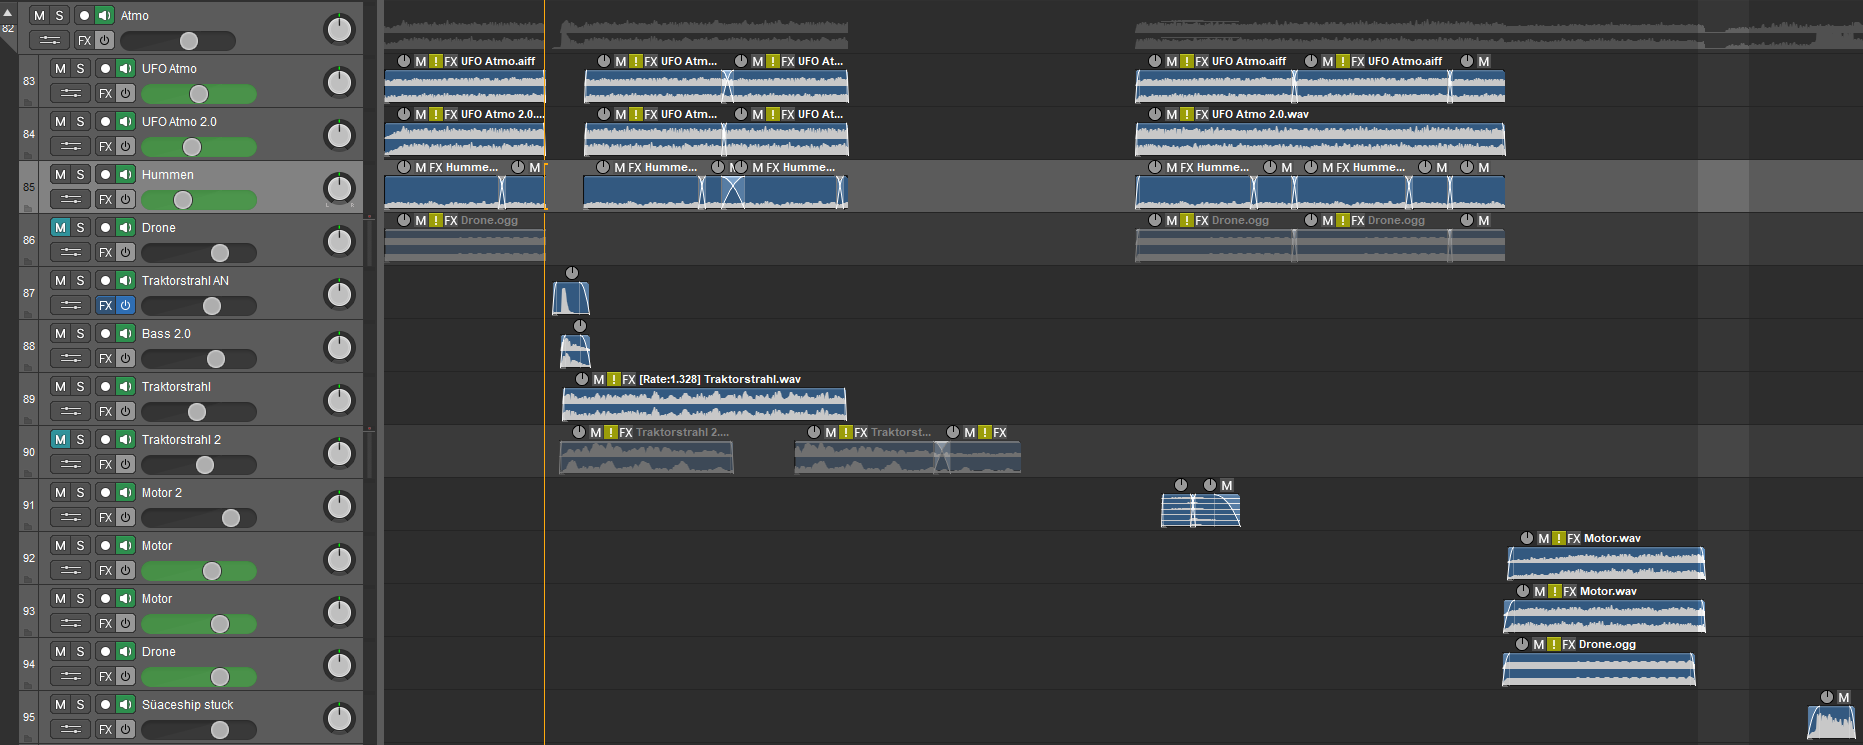 82 M S Atmo
FX
83 M S UFO Atmo
FX
M ! FX UFO Atmo.aiff M ! FX UFO Atm... M ! FX UFO At... M ! FX UFO Atmo.aiff M ! FX UFO Atmo.aiff M
84 M S UFO Atmo 2.0
FX
M ! FX UFO Atmo 2.0.... M ! FX UFO Atm... M ! FX UFO At... M ! FX UFO Atmo 2.0.wav
85 M S Hummen
FX
L R
M FX Humme... M M FX Humme... M FX Humme... M FX Humme... M M FX Humme... M M
86 M S Drone
FX
M ! FX Drone.ogg M ! FX Drone.ogg M ! FX Drone.ogg M
87 M S Traktorstrahl AN
FX
88 M S Bass 2.0
FX
89 M S Traktorstrahl
FX
M ! FX [Rate:1.328] Traktorstrahl.wav
90 M S Traktorstrahl 2
FX
M ! FX Traktorstrahl 2.... M ! FX Traktorst... M ! FX
91 M S Motor 2
FX
M
92 M S Motor
FX
M ! FX Motor.wav
93 M S Motor
FX
M ! FX Motor.wav
94 M S Drone
FX
M ! FX Drone.ogg
95 M S Süaceship stuck
FX
M